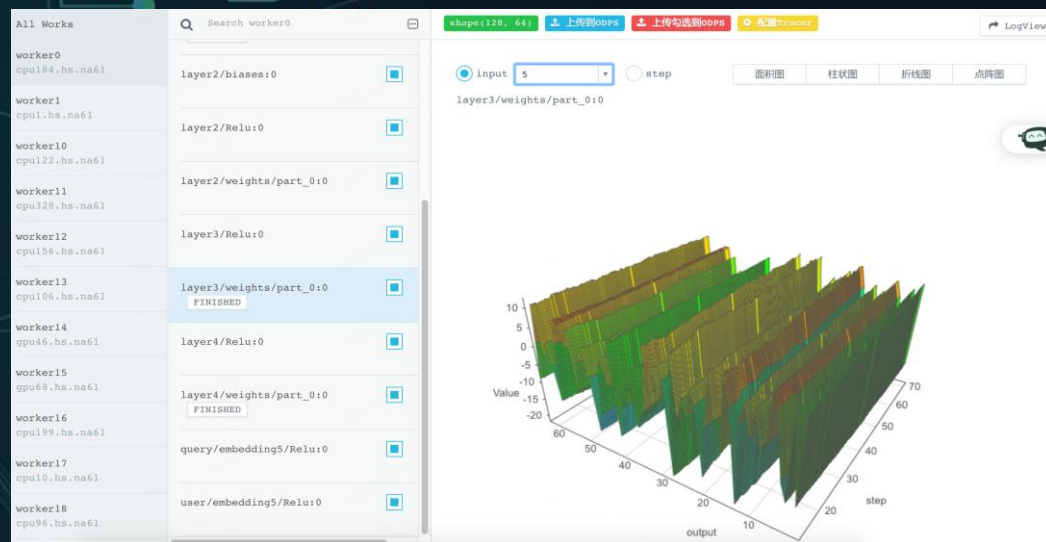 All Works
worker0
cpu184.hs.na61
worker1
cpu1.hs.na61
worker10
cpu122.hs.na61
worker11
cpu328.hs.na61
worker12
cpu156.hs.na61
worker13
cpu106.hs.na61
worker14
gpu46.hs.na61
worker15
gpu68.hs.na61
worker16
cpu199.hs.na61
worker17
cpu10.hs.na61
worker18
cpu96.hs.na61
Search worker0
layer2/biases:0
layer2/Relu:0
layer2/weights/part_0:0
layer3/Relu:0
layer3/weights/part_0:0
FINISHED
layer4/Relu:0
layer4/weights/part_0:0
FINISHED
query/embedding5/Relu:0
user/embedding5/Relu:0
shape(128, 64) 上传到ODPS 上传勾选到ODPS 配置Tracer LogView
input 5 step 面积图 柱状图 折线图 点阵图
layer3/weights/part_0:0
10
5
0
-5
-10
-15
-20
Value
60
50
40
30
20
10
output
70
60
50
40
30
20
step